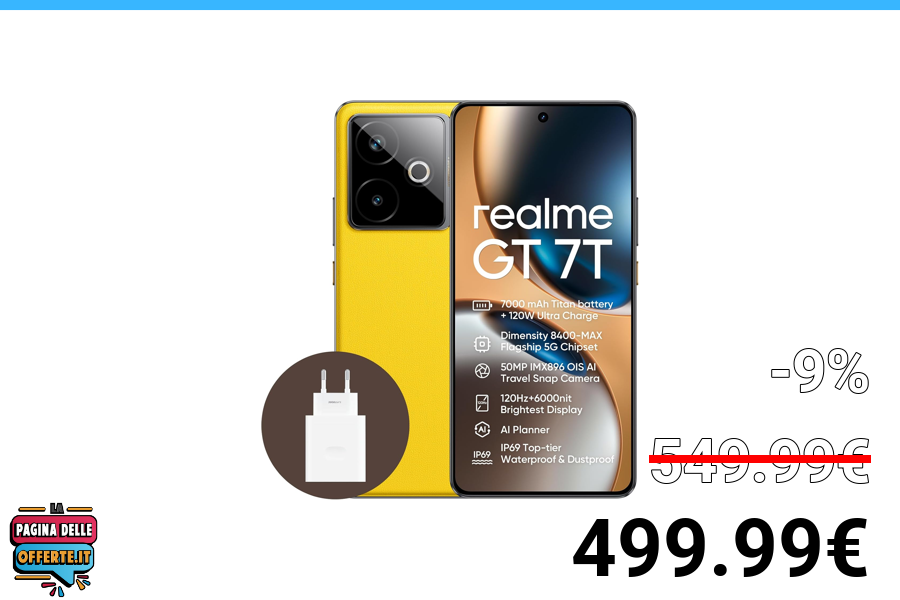 realme
GT 7T
7000 mAh Titan battery
+ 120W Ultra Charge
Dimensity 8400-MAX
Flagship 5G Chipset
50MP IMX896 OIS AI
Travel Snap Camera
120Hz+6000nit
Brightest Display
AI
AI Planner
IP69
IP69 Top-tier
Waterproof & Dustproof
-9%
549.99€
499.99€
LA
PAGINA DELLE
OFFERTE.IT